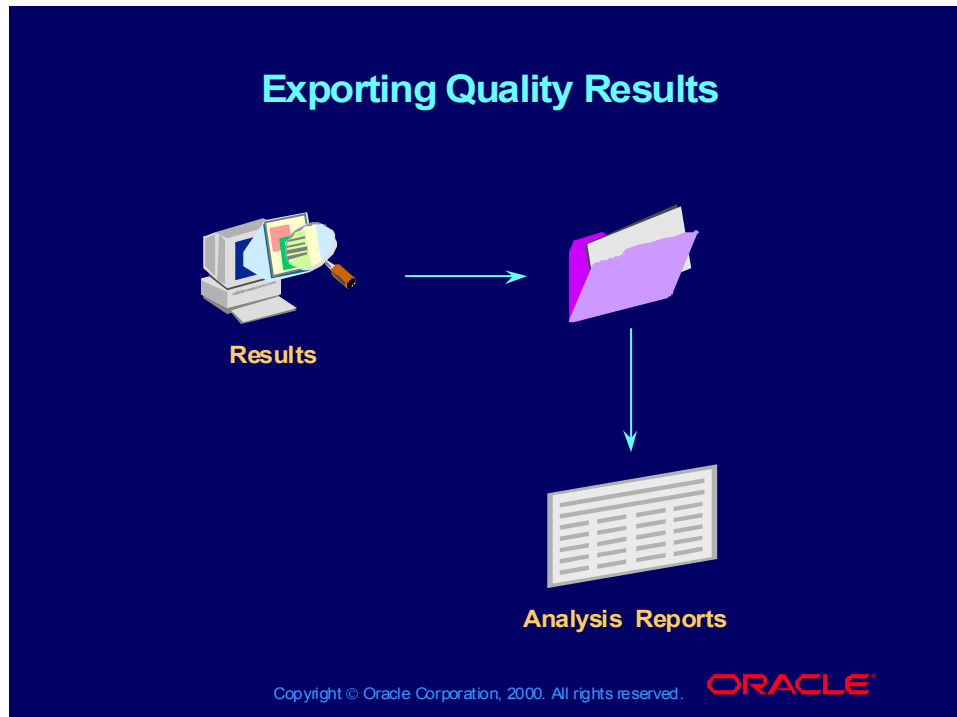 Exporting Quality Results
Results
Analysis Reports
Copyright © Oracle Corporation, 2000. All rights reserved.
ORACLE®